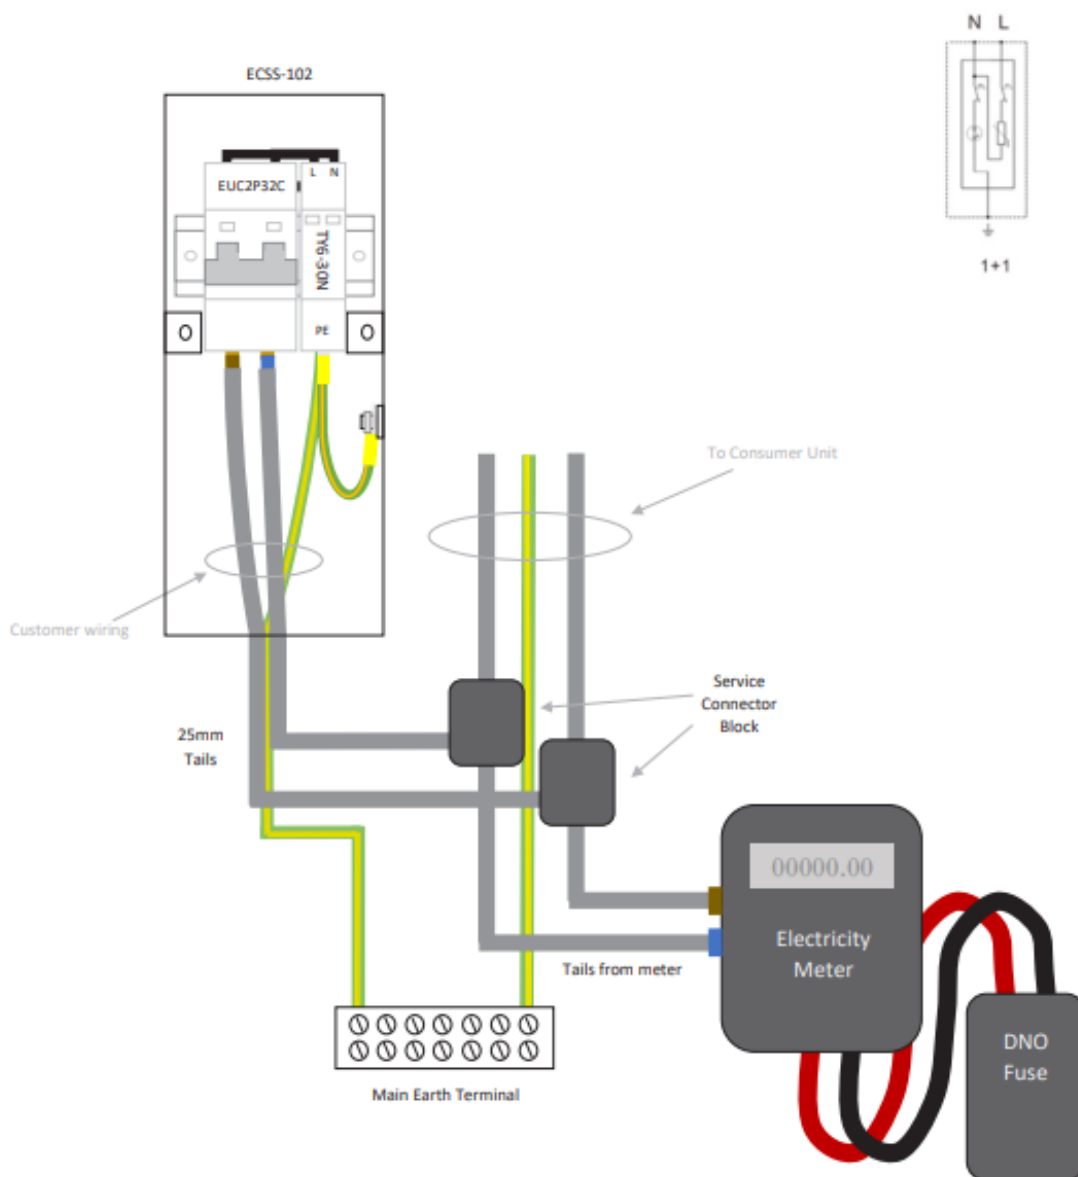 N L
1+1
ECSS-102
L N
EUC2P32C
TY6-30N
PE
To Consumer Unit
Customer wiring
Service
Connector
Block
25mm
Tails
00000.00
Electricity
Meter
Tails from meter
DNO
Fuse
Main Earth Terminal